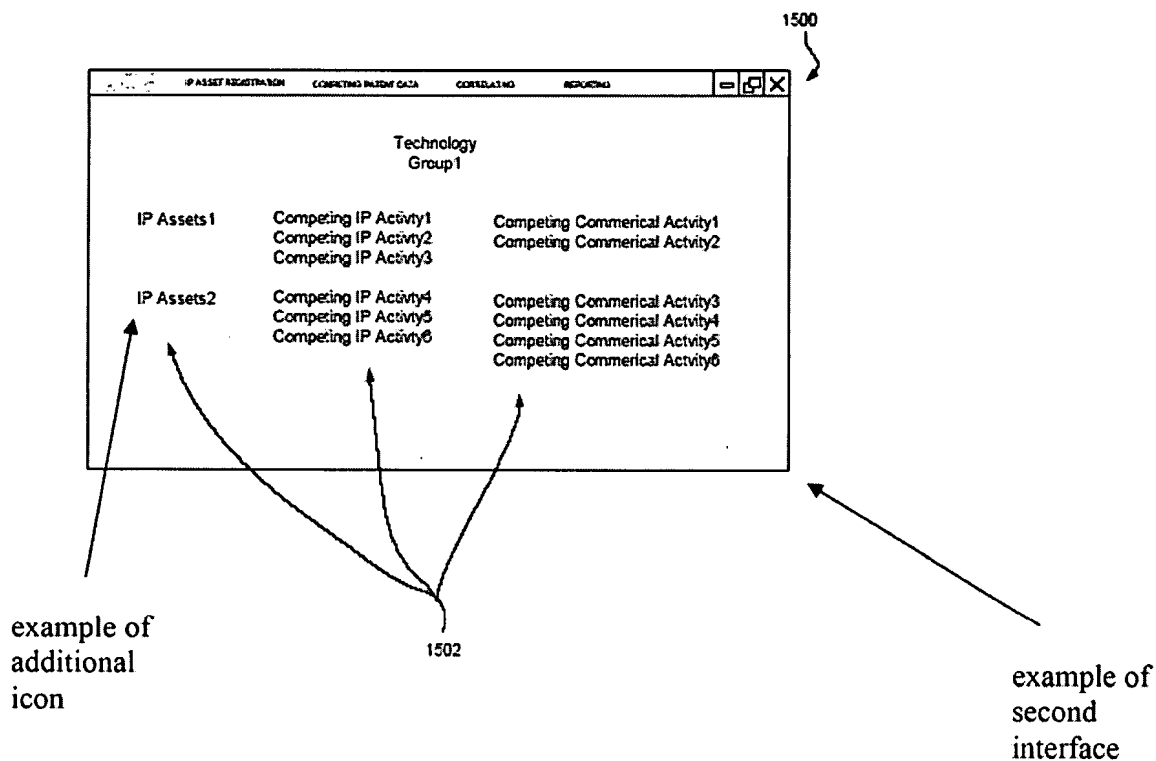 1500
IP ASSET REGISTRATION COMPETING PATENT DATA CORRELATING REPORTING
Technology
Group1
IP Assets1
Competing IP Activty1
Competing IP Activty2
Competing IP Activty3
Competing Commerical Actvity1
Competing Commerical Actvity2
IP Assets2
Competing IP Activty4
Competing IP Activty5
Competing IP Activty6
Competing Commerical Actvity3
Competing Commerical Actvity4
Competing Commerical Actvity5
Competing Commerical Actvity6
1502
example of
additional
icon
example of
second
interface